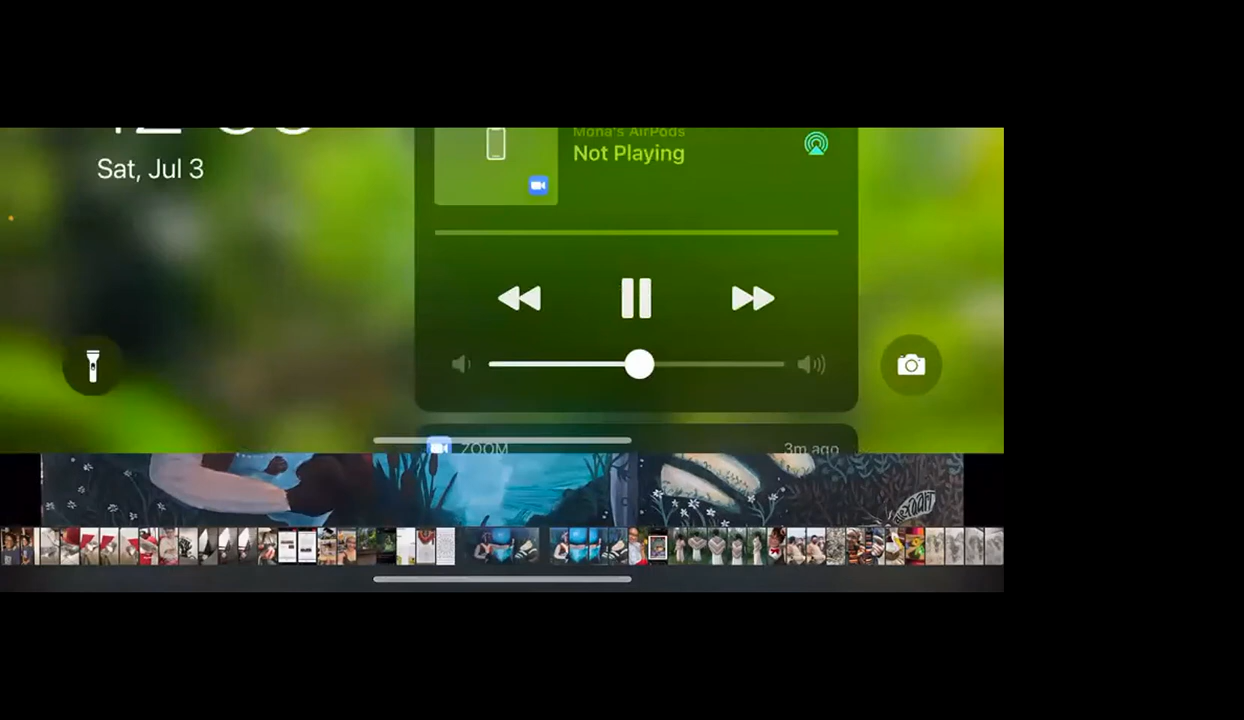 Sat, Jul 3
Mona's AirPods
Not Playing
ZOOM
3m ago